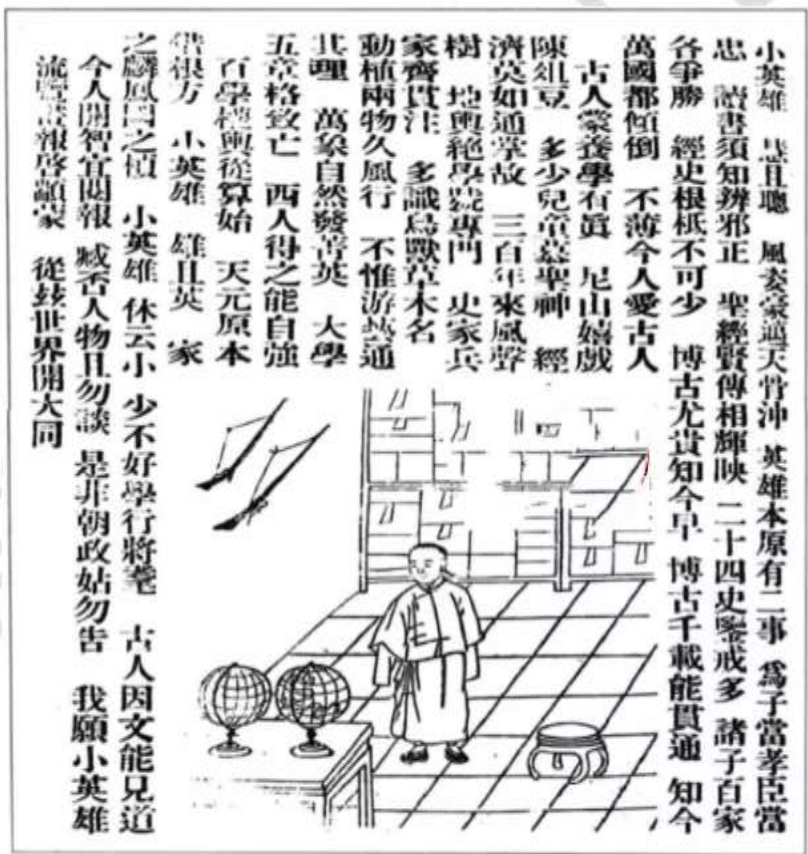 小英雄 慧且聰 風玄豪邁天骨沖 英雄本原有二事 爲子當孝臣當
忠 讀書須知辨邪正 聖經賢傳相輝映 二十四史鑒戒多 諸子百家
各爭勝 經史根柢不可少 博古尤貴知今早 博古千載能貫通 知今
萬國都傾倒 不薄今人愛古人
古人蒙養學有眞 尼山嬉戲
陳俎豆 多少兒童慕聖神 經
濟莫如通掌故 三百年來風聲
樹 地輿絕學號專門 史家兵
家齊貫注 多識鳥獸草木名
動植兩物久風行 不惟游藝通
其理 萬象自然發菁英 大學
五章格致亡 西人得之能自強
百學權輿從算始 天元原本
借根方 小英雄 雄且英 家
之麟鳳國之楨 小英雄 休云小 少不好學行將耄 古人因文能見道
今人開智宜閱報 臧否人物且勿談 是非朝政姑勿告 我願小英雄
流覽諸報啓顓蒙 從茲世界開大同